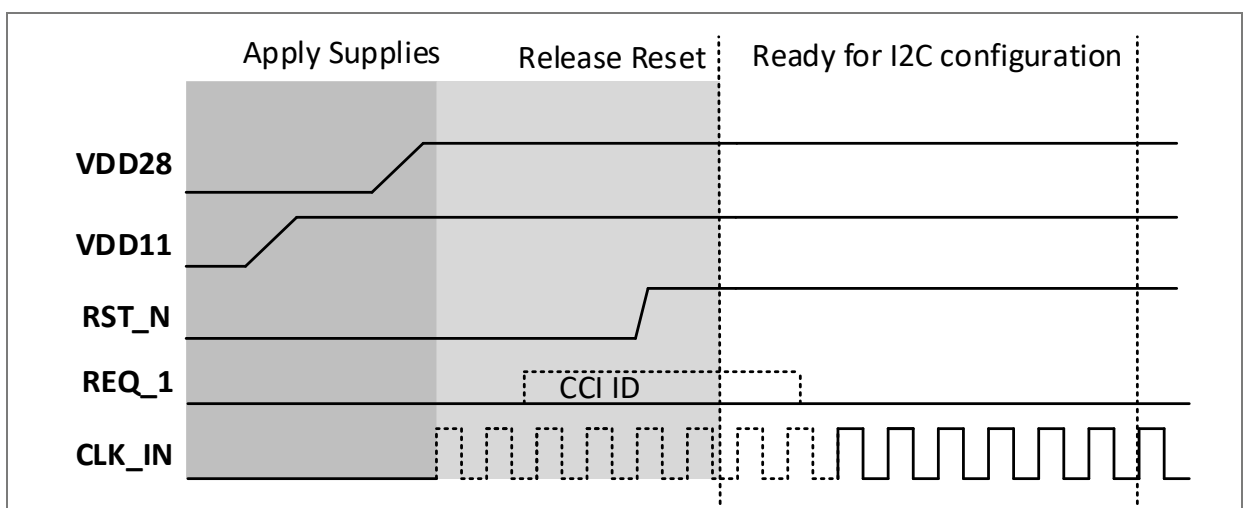 Apply Supplies
Release Reset
Ready for I2C configuration
VDD28
VDD11
RST_N
REQ_1
CCI ID
CLK_IN